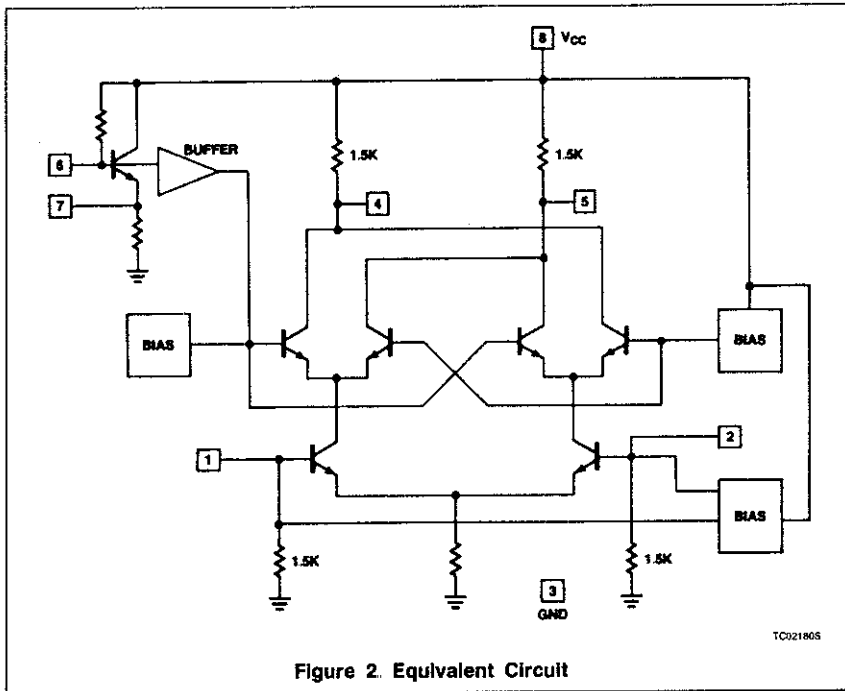 8 VCC
BUFFER
1.5K
1.5K
6
4
5
7
BIAS
BIAS
1
2
BIAS
1.5K
1.5K
3
GND
TC02180S
Figure 2. Equivalent Circuit